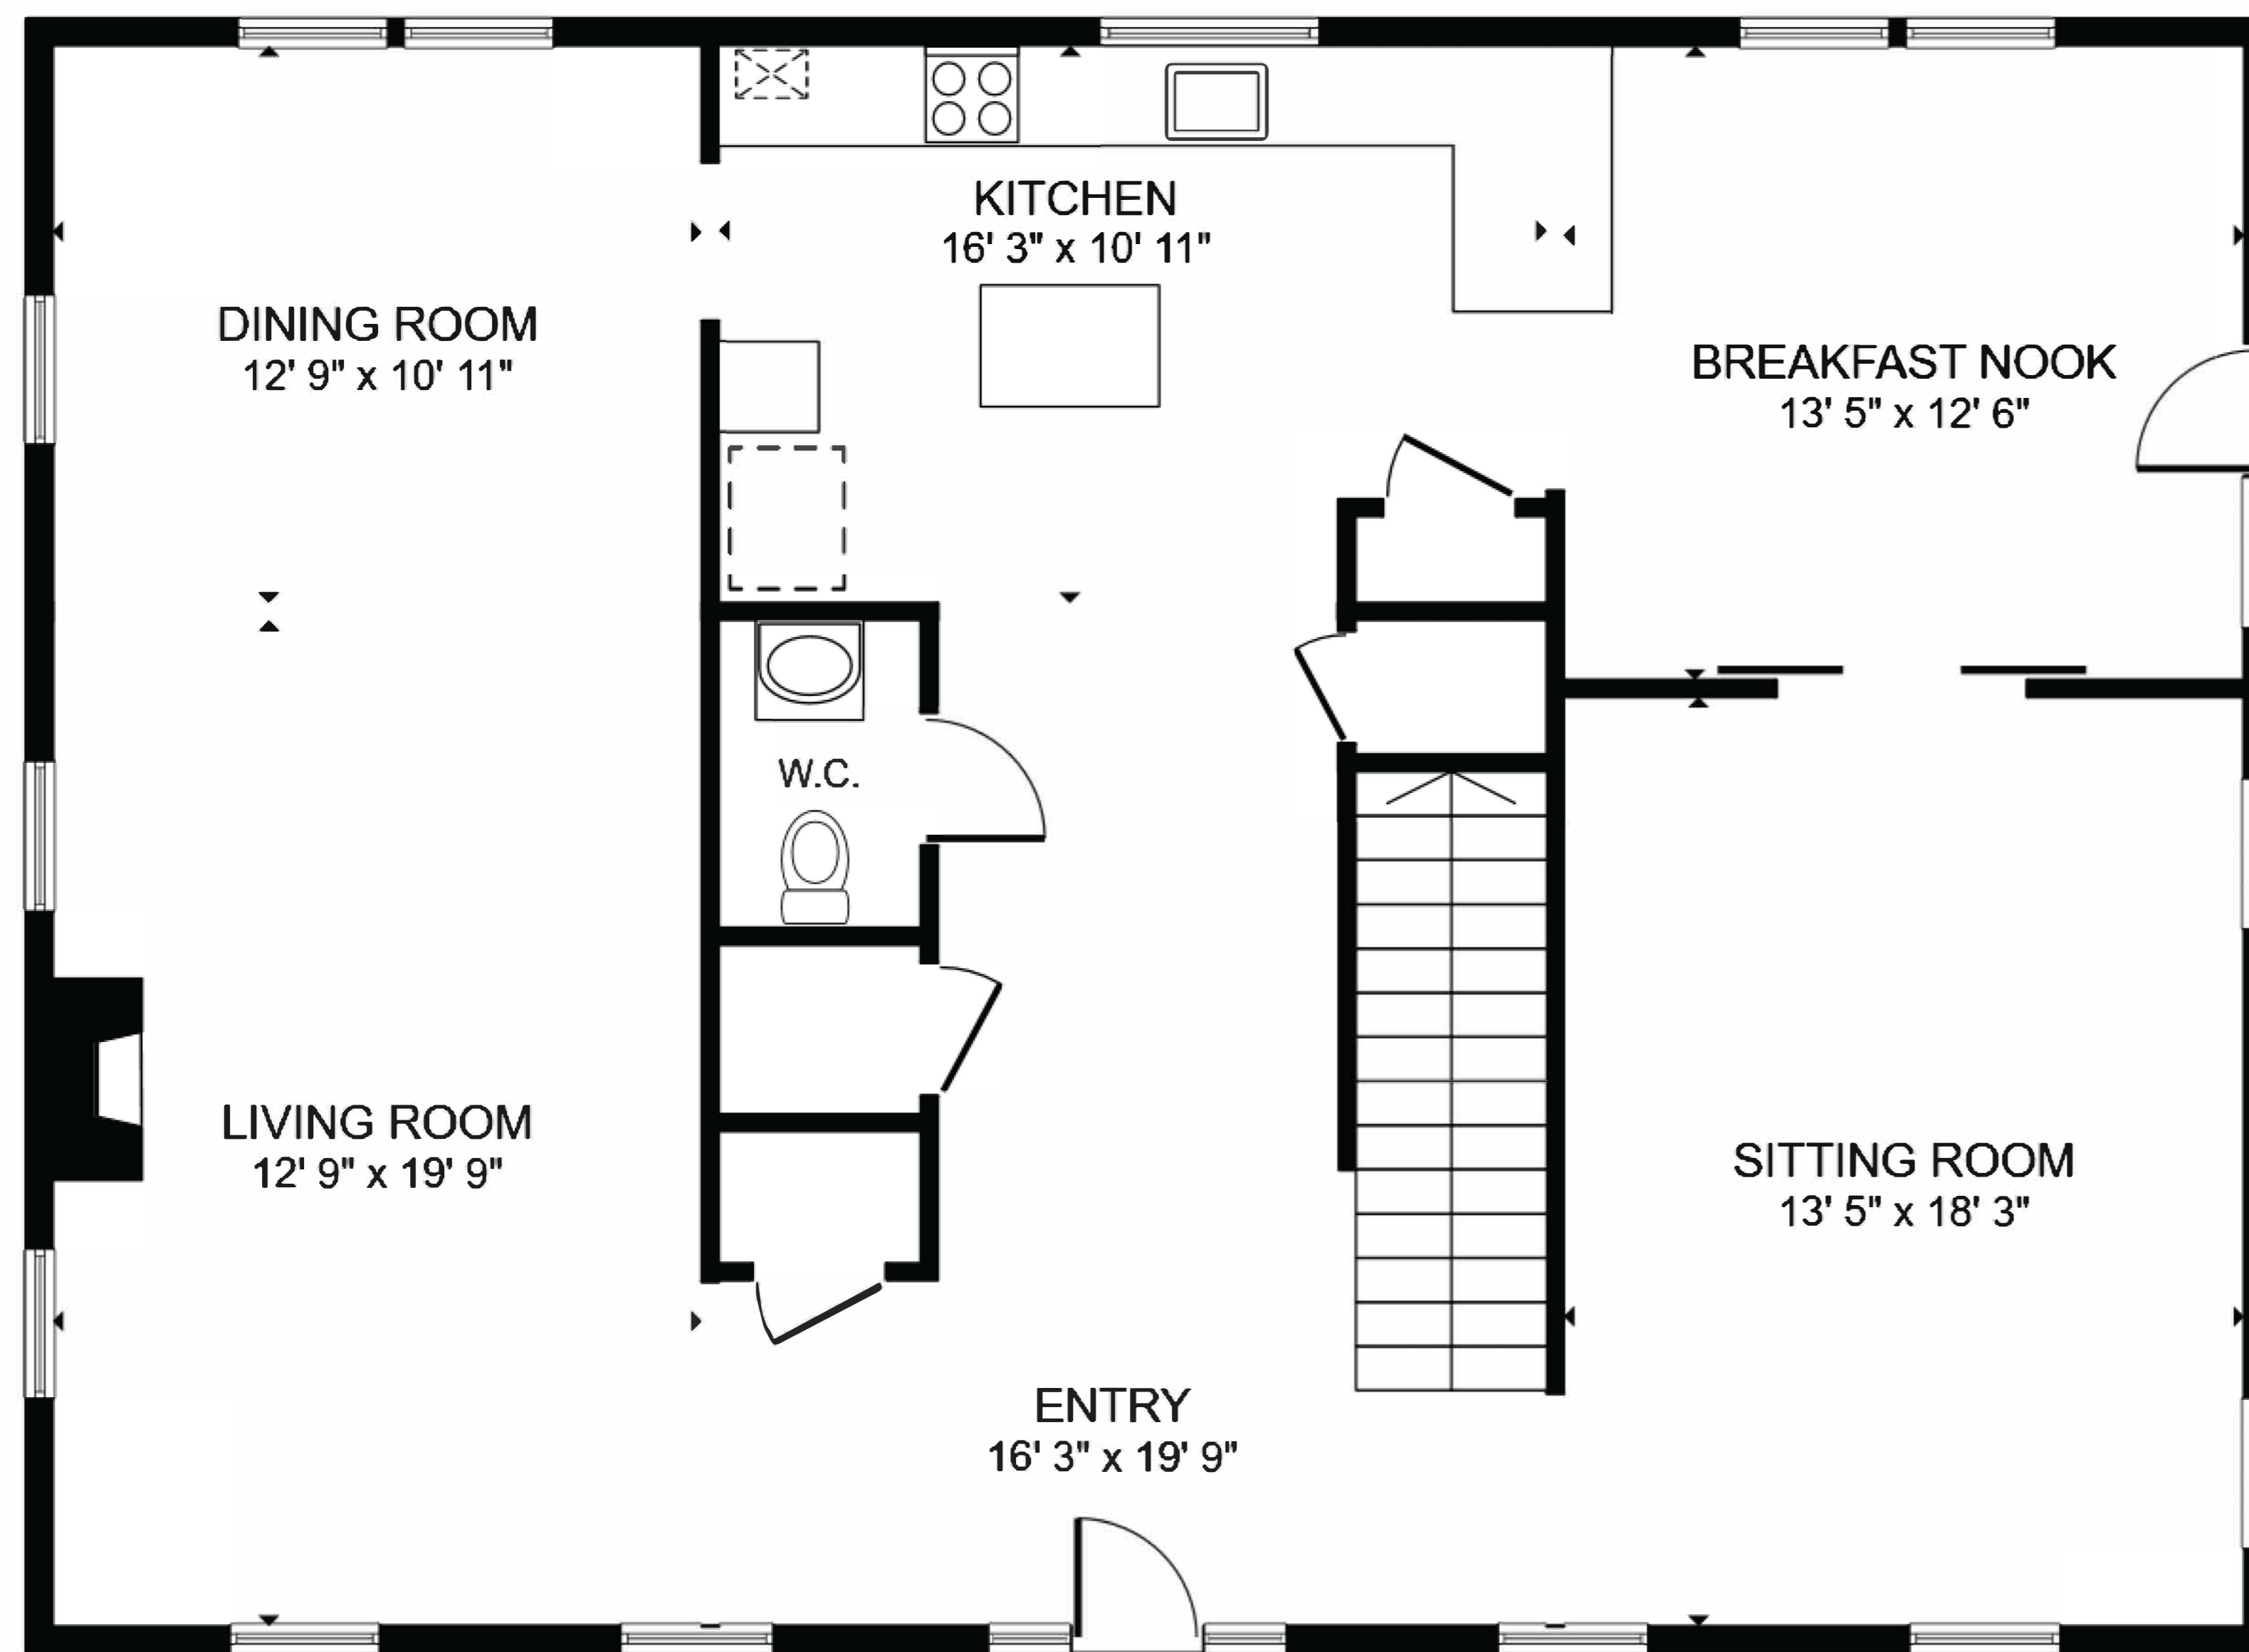 KITCHEN
16' 3" x 10' 11"
DINING ROOM
12' 9" x 10' 11"
BREAKFAST NOOK
13' 5" x 12' 6"
W.C.
LIVING ROOM
12' 9" x 19' 9"
SITTING ROOM
13' 5" x 18' 3"
ENTRY
16' 3" x 19' 9"